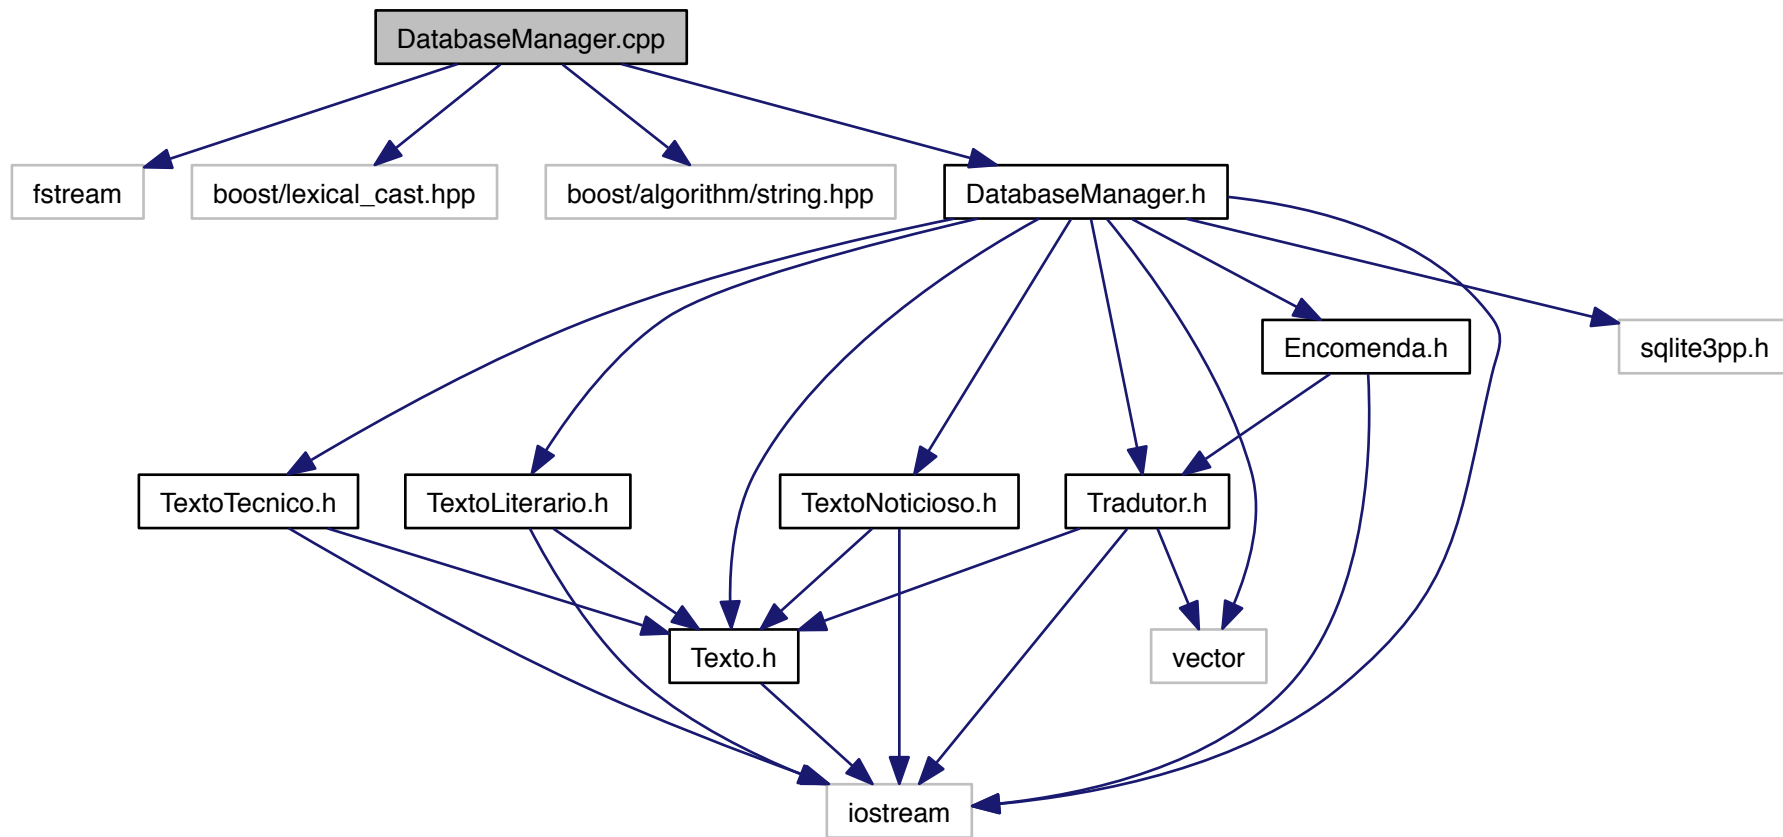 DatabaseManager.cpp
fstream
boost/lexical_cast.hpp
boost/algorithm/string.hpp
DatabaseManager.h
Encomenda.h
sqlite3pp.h
TextoTecnico.h
TextoLiterario.h
TextoNoticioso.h
Tradutor.h
Texto.h
vector
iostream